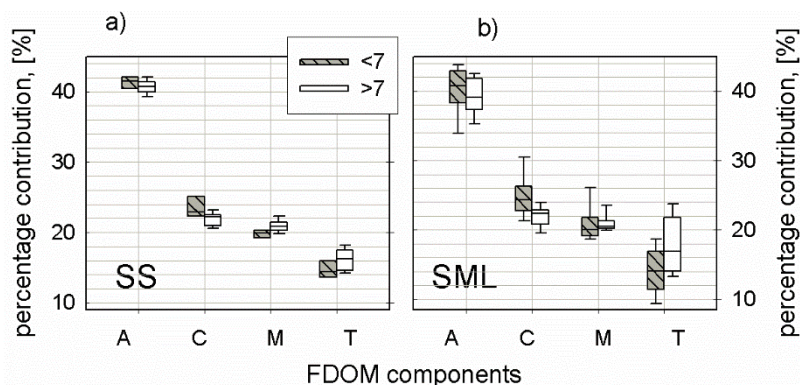 a)
b)
<7
>7
percentage contribution, [%]
40
30
20
10
SS
A C M T
SML
A C M T
40
30
20
10
percentage contribution, [%]
FDOM components